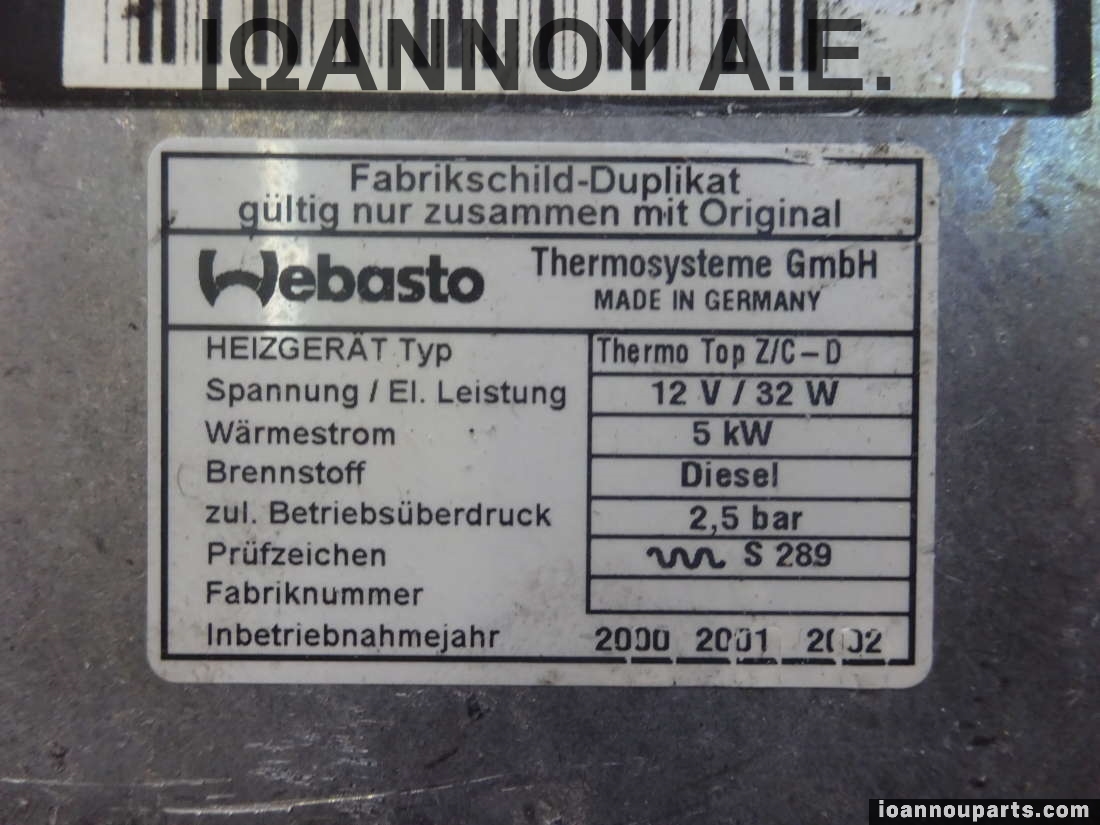 ΙΩΑΝΝΟΥ Α.Ε.
Fabrikschild-Duplikat
gültig nur zusammen mit Original
Webasto Thermosysteme GmbH
MADE IN GERMANY
HEIZGERÄT Typ Thermo Top Z/C – D
Spannung / El. Leistung 12 V / 32 W
Wärmestrom 5 kW
Brennstoff Diesel
zul. Betriebsüberdruck 2,5 bar
Prüfzeichen S 289
Fabriknummer
Inbetriebnahmejahr 2000 2001 2002
ioannouparts.com